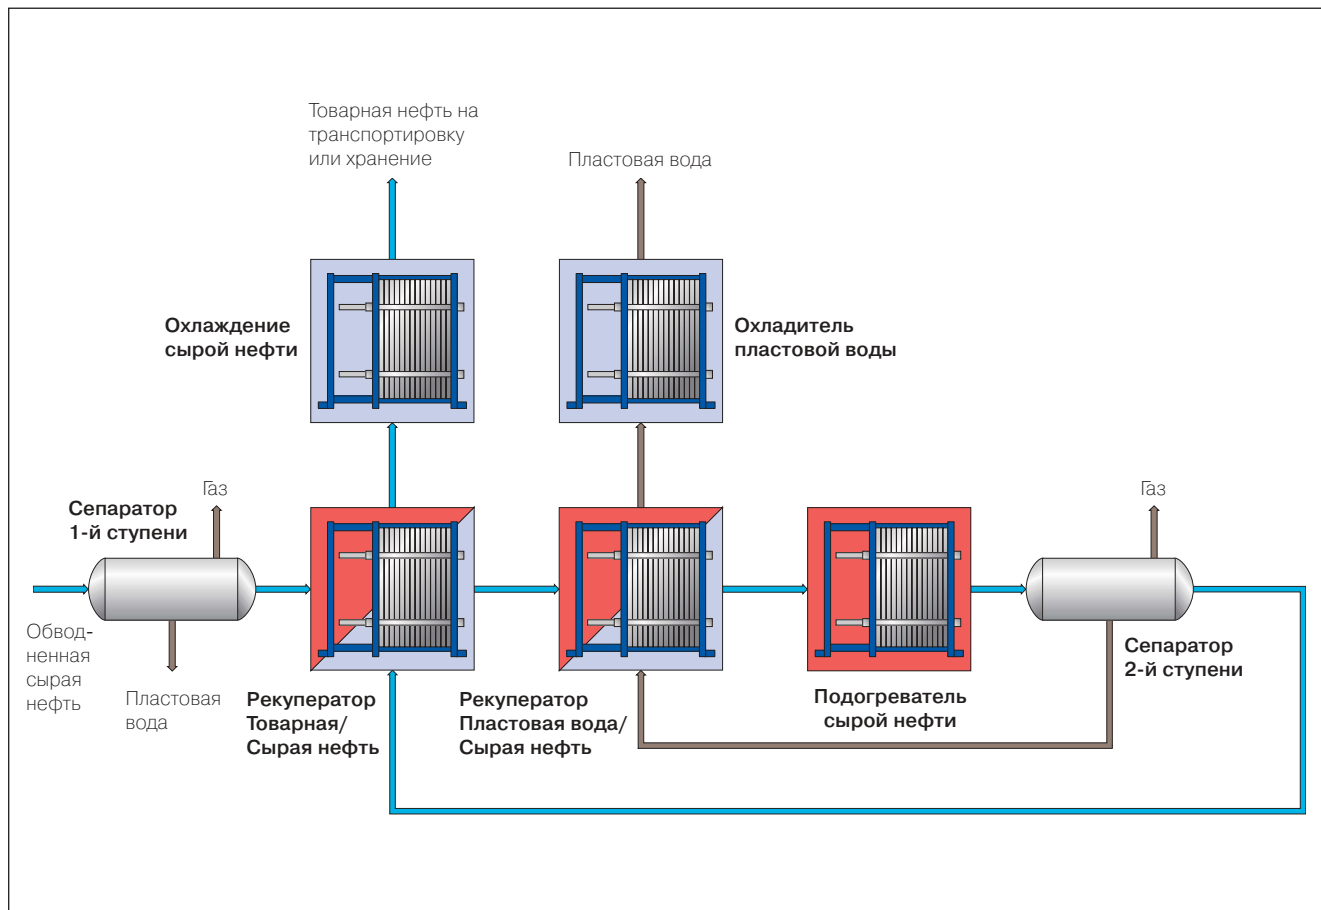 Товарная нефть на
транспортировку
или хранение
Пластовая вода
Охлаждение
сырой нефти
Охладитель
пластовой воды
Сепаратор
1-й ступени
Газ
Газ
Обвод-
ненная
сырая
нефть
Пластовая
вода
Рекуператор
Товарная/
Сырая нефть
Рекуператор
Пластовая вода/
Сырая нефть
Подогреватель
сырой нефти
Сепаратор
2-й ступени